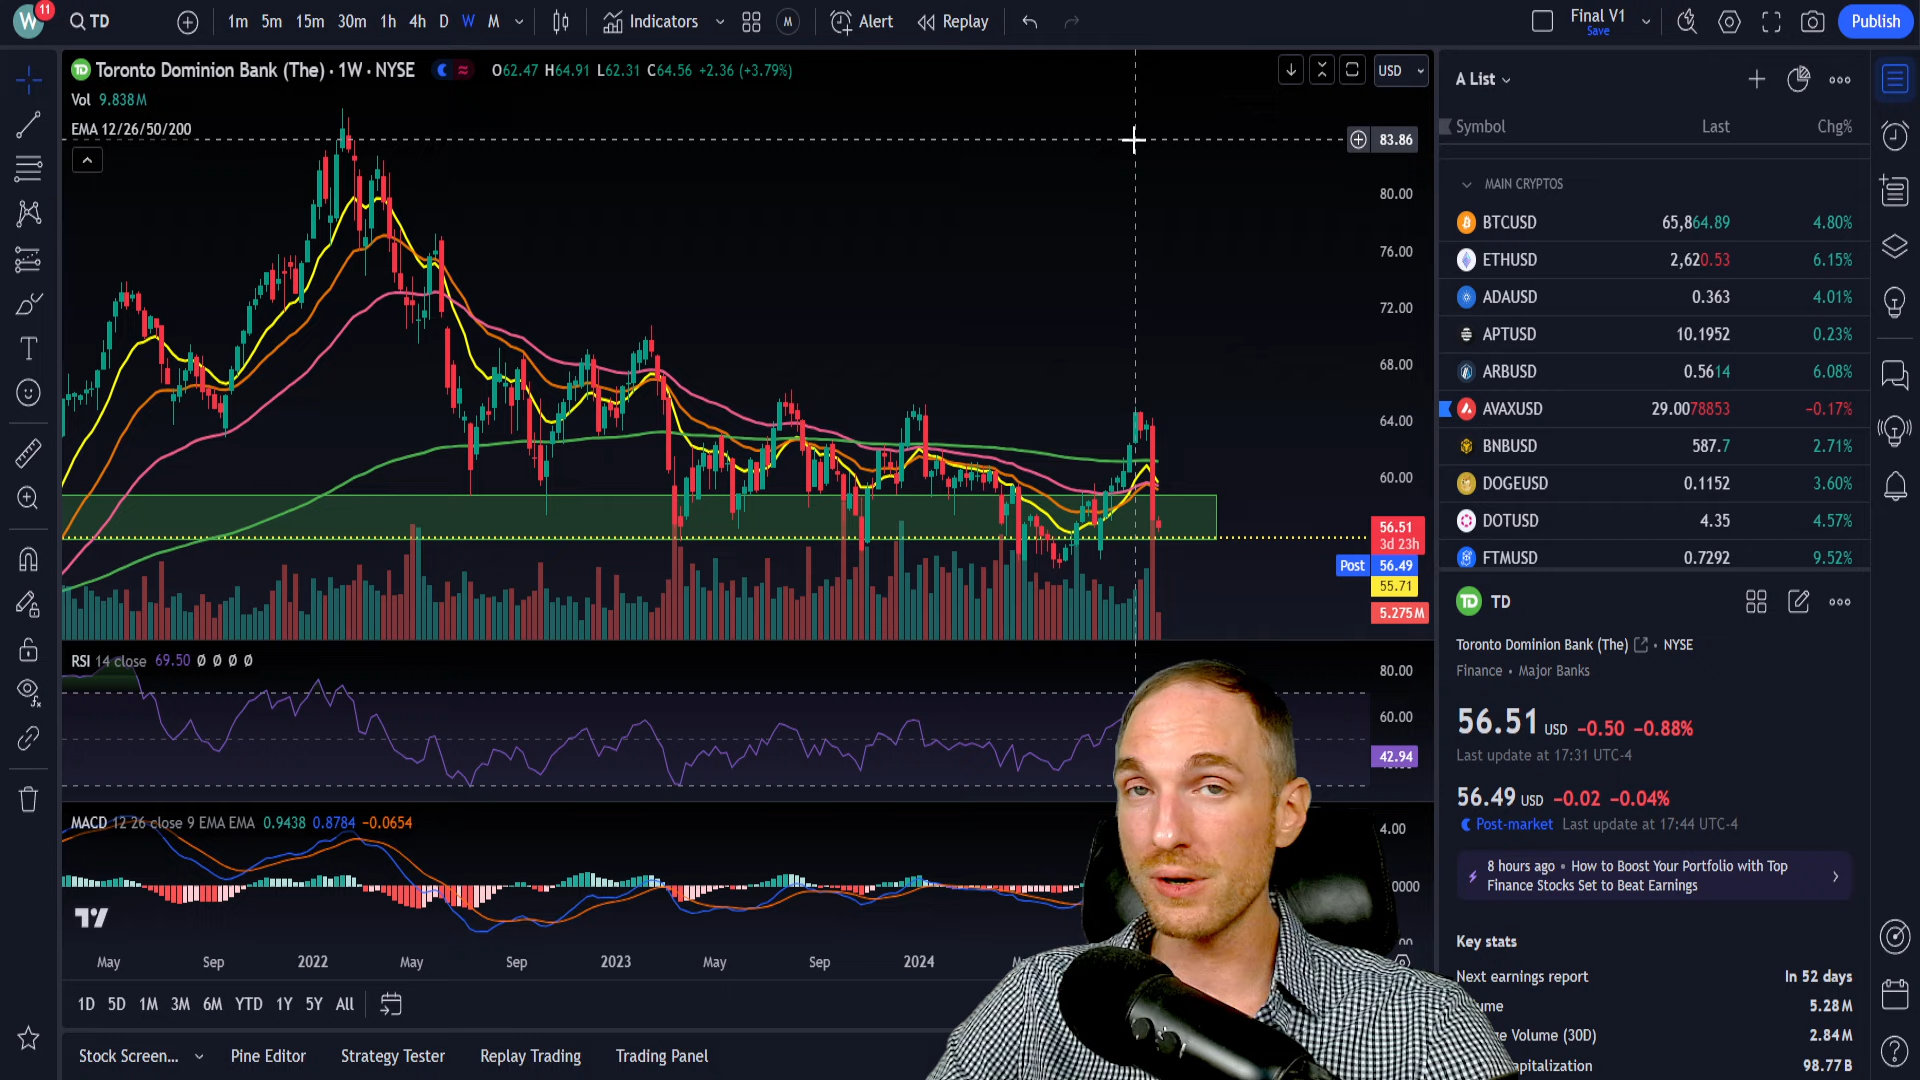 W 11 TD 1m 5m 15m 30m 1h 4h D W M Indicators M Alert Replay Final V1 Save Publish
TD Toronto Dominion Bank (The) · 1W · NYSE O62.47 H64.91 L62.31 C64.56 +2.36 (+3.79%) USD
Vol 9.838M
EMA 12/26/50/200
83.86
80.00
76.00
72.00
68.00
64.00
60.00
56.51
3d 23h
Post 56.49
55.71
5.275M
RSI 14 close 69.50 Ø Ø Ø Ø
80.00
60.00
42.94
MACD 12 26 close 9 EMA EMA 0.9438 0.8784 −0.0654
4.00
0000
May Sep 2022 May Sep 2023 May Sep 2024
1D 5D 1M 3M 6M YTD 1Y 5Y All
Stock Screen... Pine Editor Strategy Tester Replay Trading Trading Panel
A List
Symbol Last Chg%
MAIN CRYPTOS
BTCUSD 65,864.89 4.80%
ETHUSD 2,620.53 6.15%
ADAUSD 0.363 4.01%
APTUSD 10.1952 0.23%
ARBUSD 0.5614 6.08%
AVAXUSD 29.0078853 −0.17%
BNBUSD 587.7 2.71%
DOGEUSD 0.1152 3.60%
DOTUSD 4.35 4.57%
FTMUSD 0.7292 9.52%
TD TD
Toronto Dominion Bank (The) · NYSE
Finance · Major Banks
56.51 USD −0.50 −0.88%
Last update at 17:31 UTC-4
56.49 USD −0.02 −0.04%
Post-market Last update at 17:44 UTC-4
8 hours ago · How to Boost Your Portfolio with Top
Finance Stocks Set to Beat Earnings
Key stats
Next earnings report In 52 days
5.28M
Volume (30D) 2.84M
98.77B